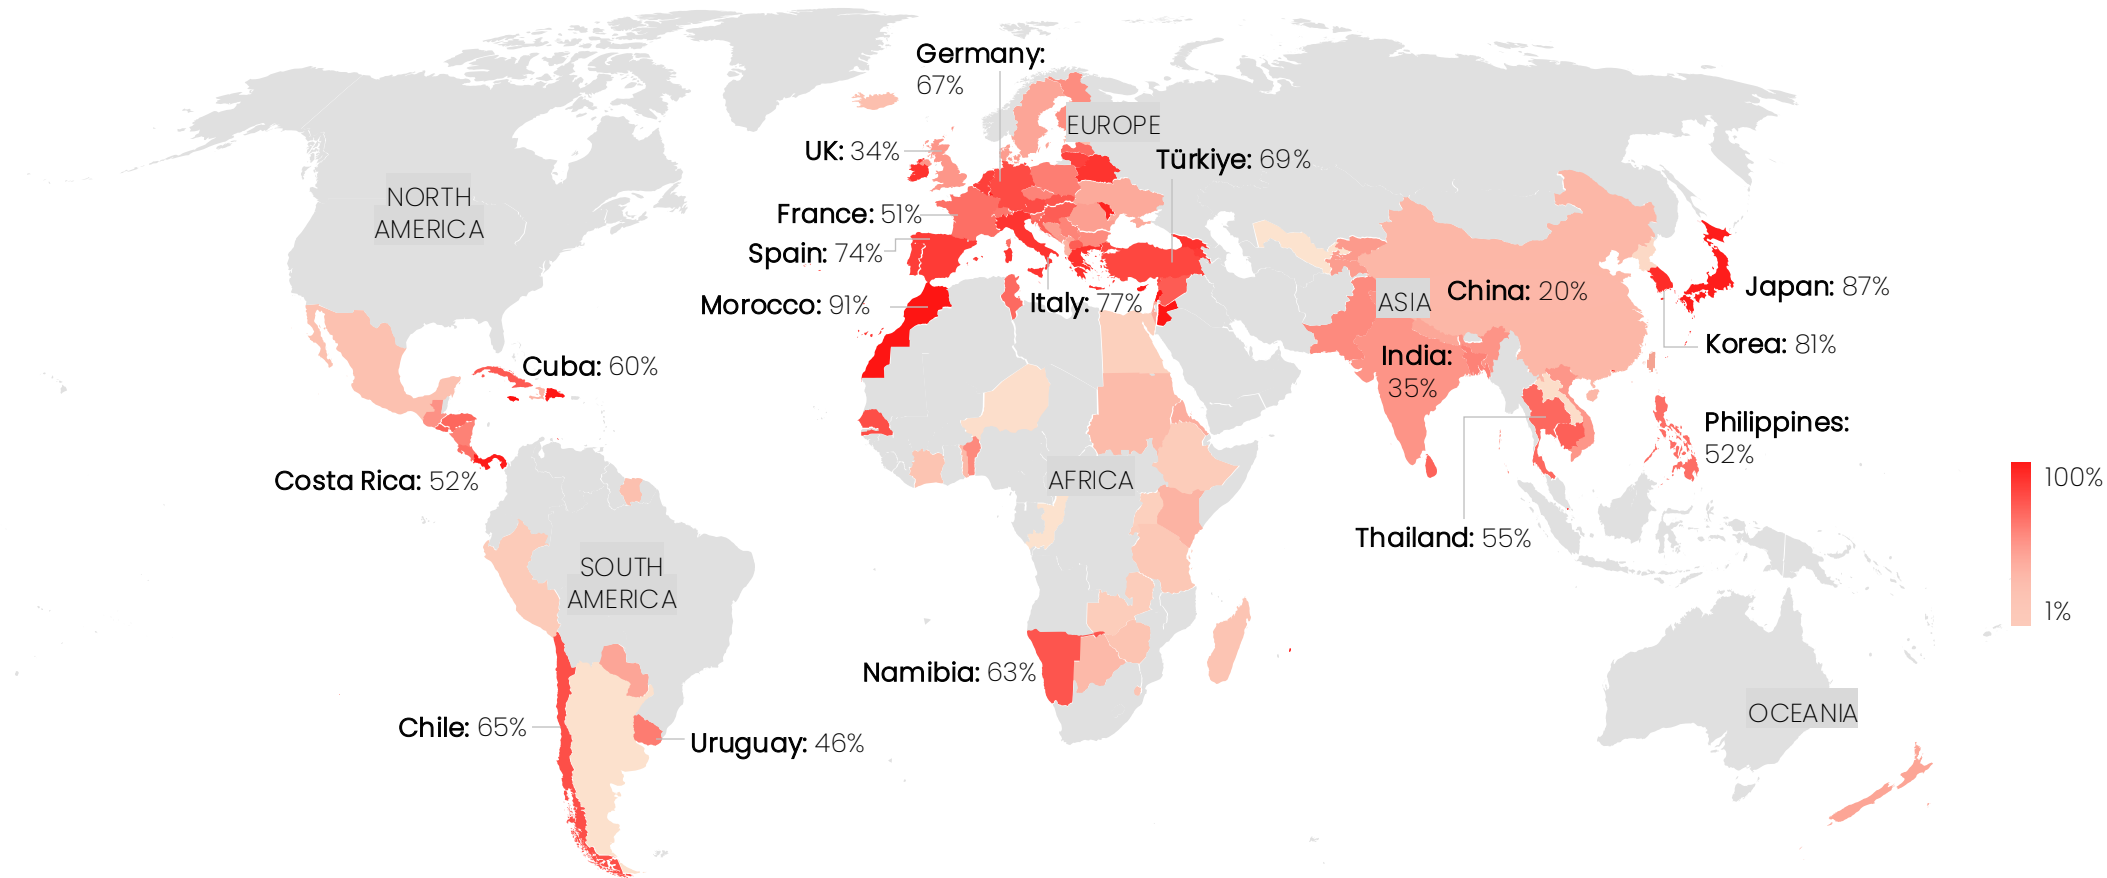 Germany:
67%
EUROPE
UK: 34%
Türkiye: 69%
NORTH
AMERICA
France: 51%
Spain: 74%
Morocco: 91%
Italy: 77%
ASIA
China: 20%
Japan: 87%
Korea: 81%
India:
35%
Cuba: 60%
Philippines:
52%
Costa Rica: 52%
AFRICA
100%
Thailand: 55%
SOUTH
AMERICA
1%
Namibia: 63%
OCEANIA
Chile: 65%
Uruguay: 46%